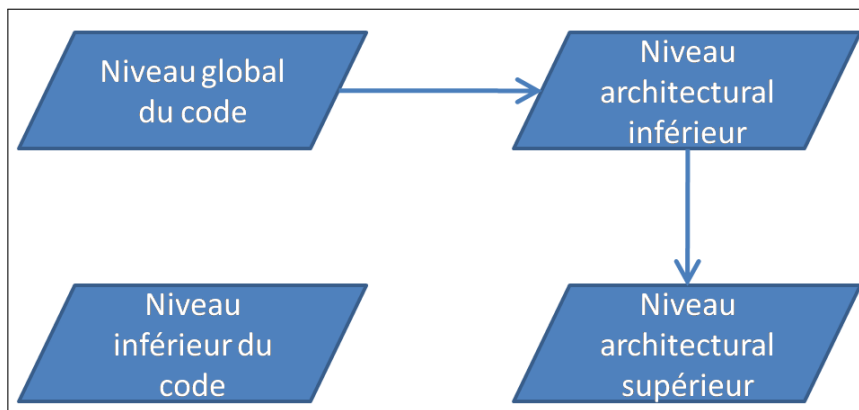 Niveau global
du code
Niveau
architectural
inférieur
Niveau
inférieur du
code
Niveau
architectural
supérieur